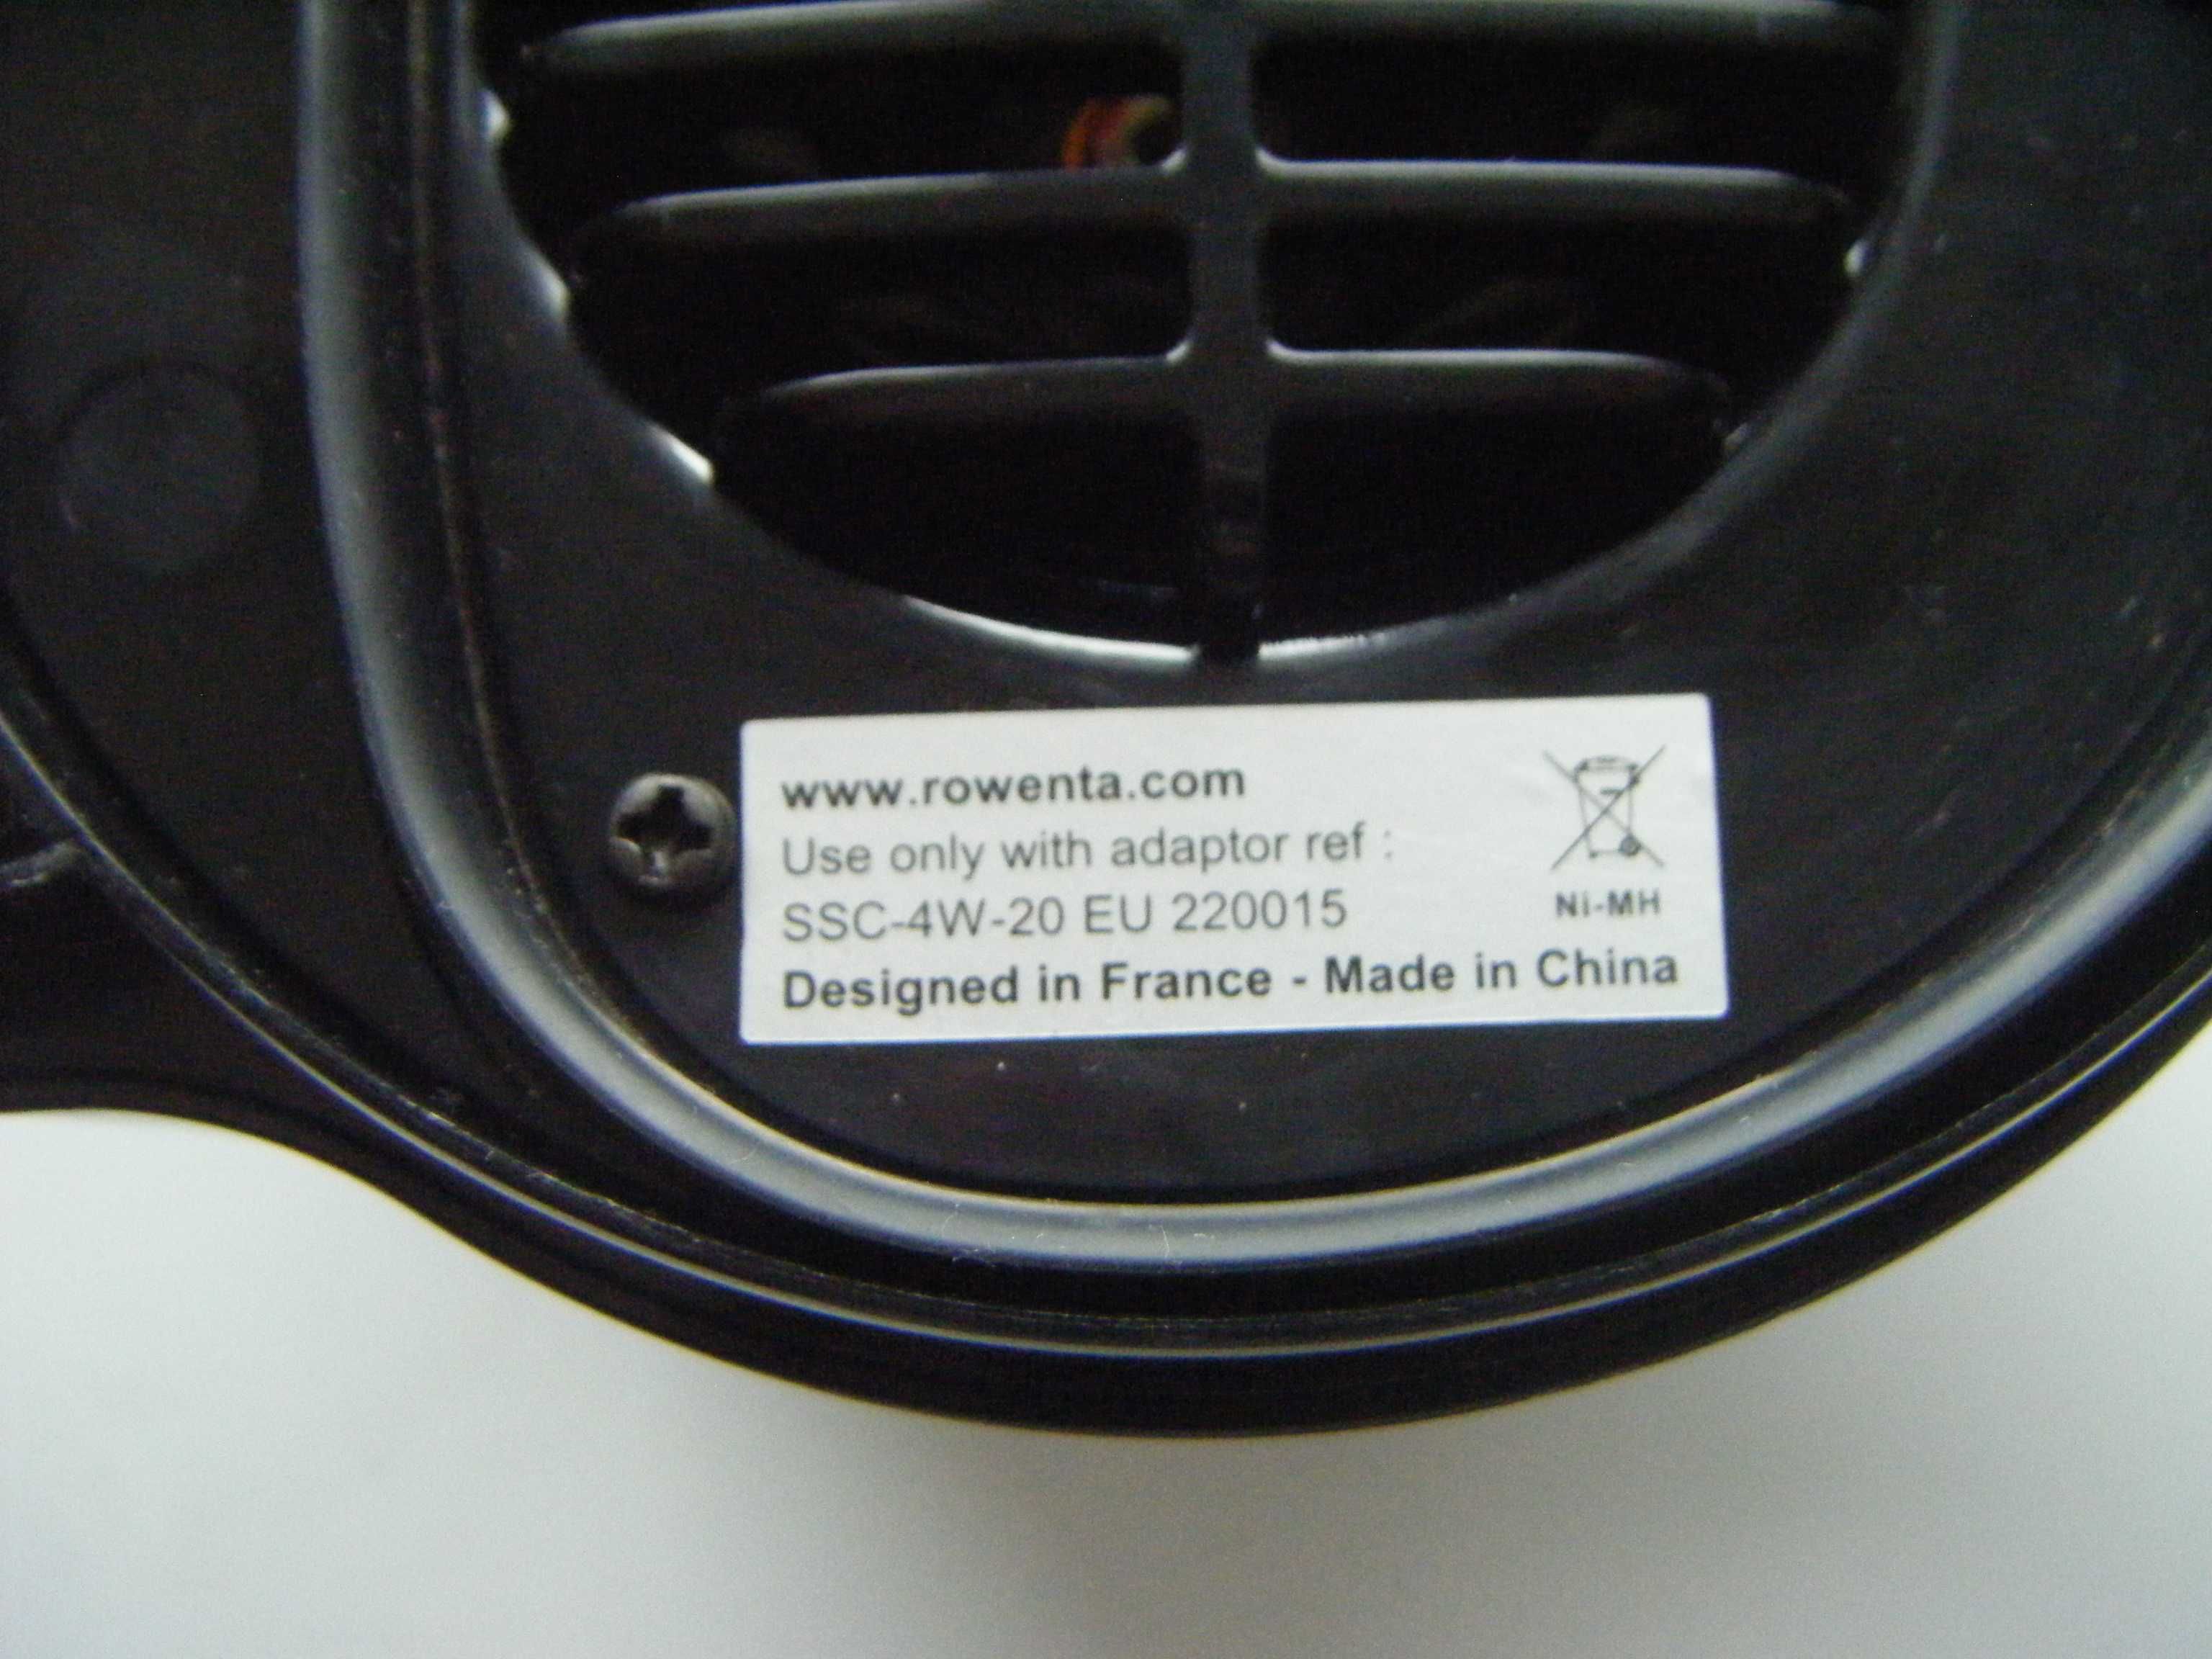 www.rowenta.com
Use only with adaptor ref :
SSC-4W-20 EU 220015
Ni-MH
Designed in France - Made in China